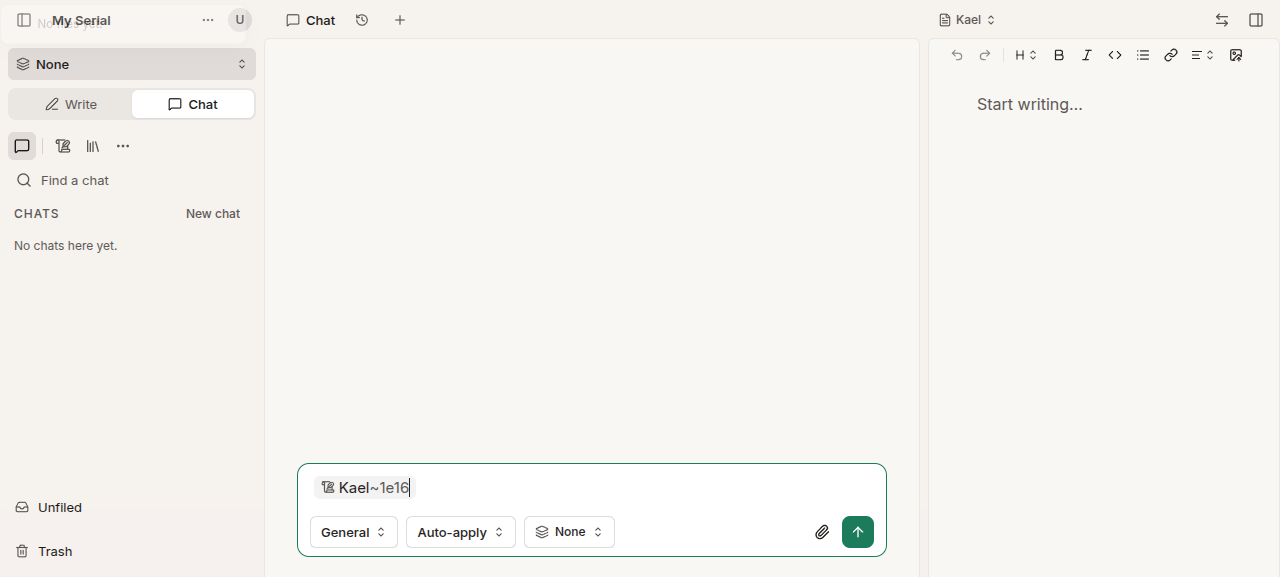 My Serial
U
None
Write
Chat
Find a chat
CHATS
New chat
No chats here yet.
Unfiled
Trash
Chat
Kael~1e16
General
Auto-apply
None
Kael
H
B
I
Start writing...